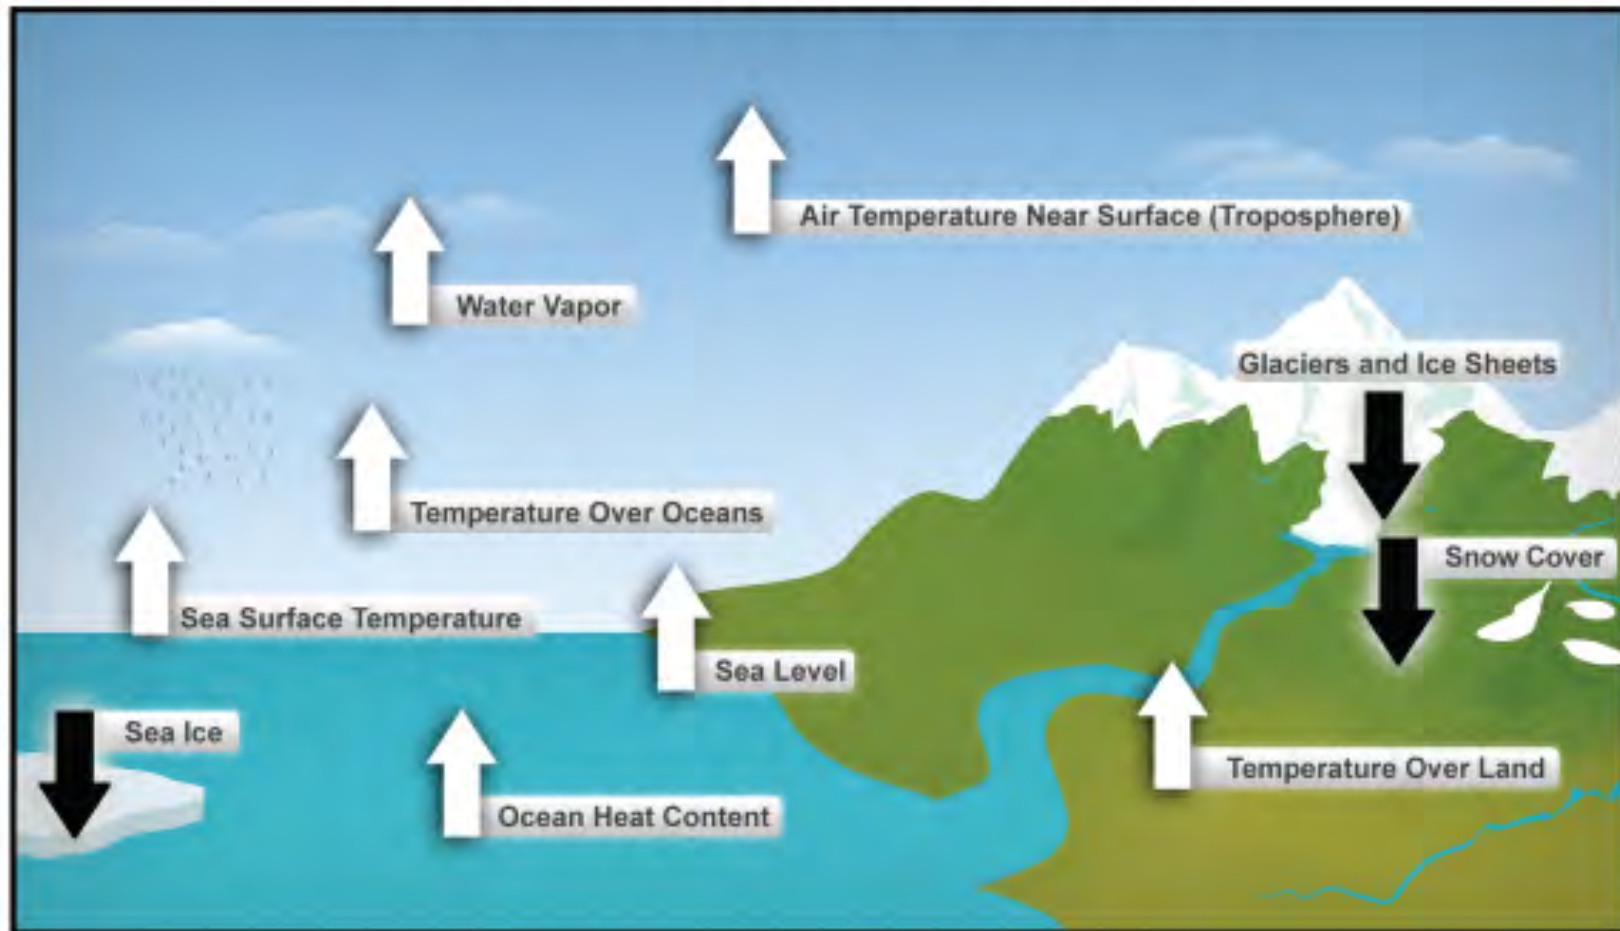 Air Temperature Near Surface (Troposphere)
Water Vapor
Glaciers and Ice Sheets
Temperature Over Oceans
Snow Cover
Sea Surface Temperature
Sea Level
Sea Ice
Temperature Over Land
Ocean Heat Content